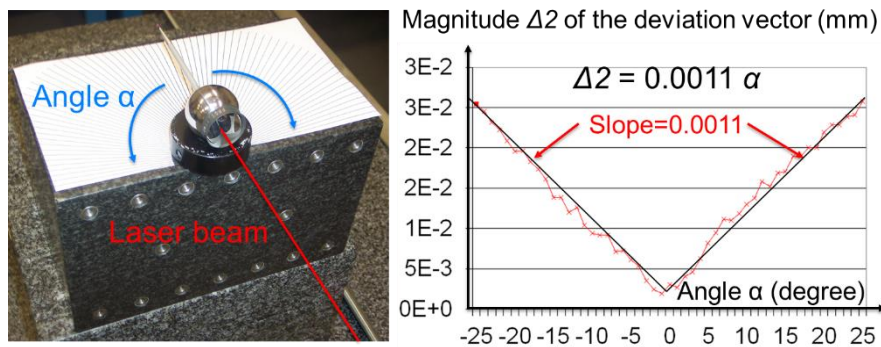 Magnitude Δ2 of the deviation vector (mm)
Angle α
Laser beam
3E-2
3E-2
2E-2
2E-2
1E-2
5E-3
0E+0
Δ2 = 0.0011 α
Slope=0.0011
Angle α (degree)
-25 -20 -15 -10 -5 0 5 10 15 20 25